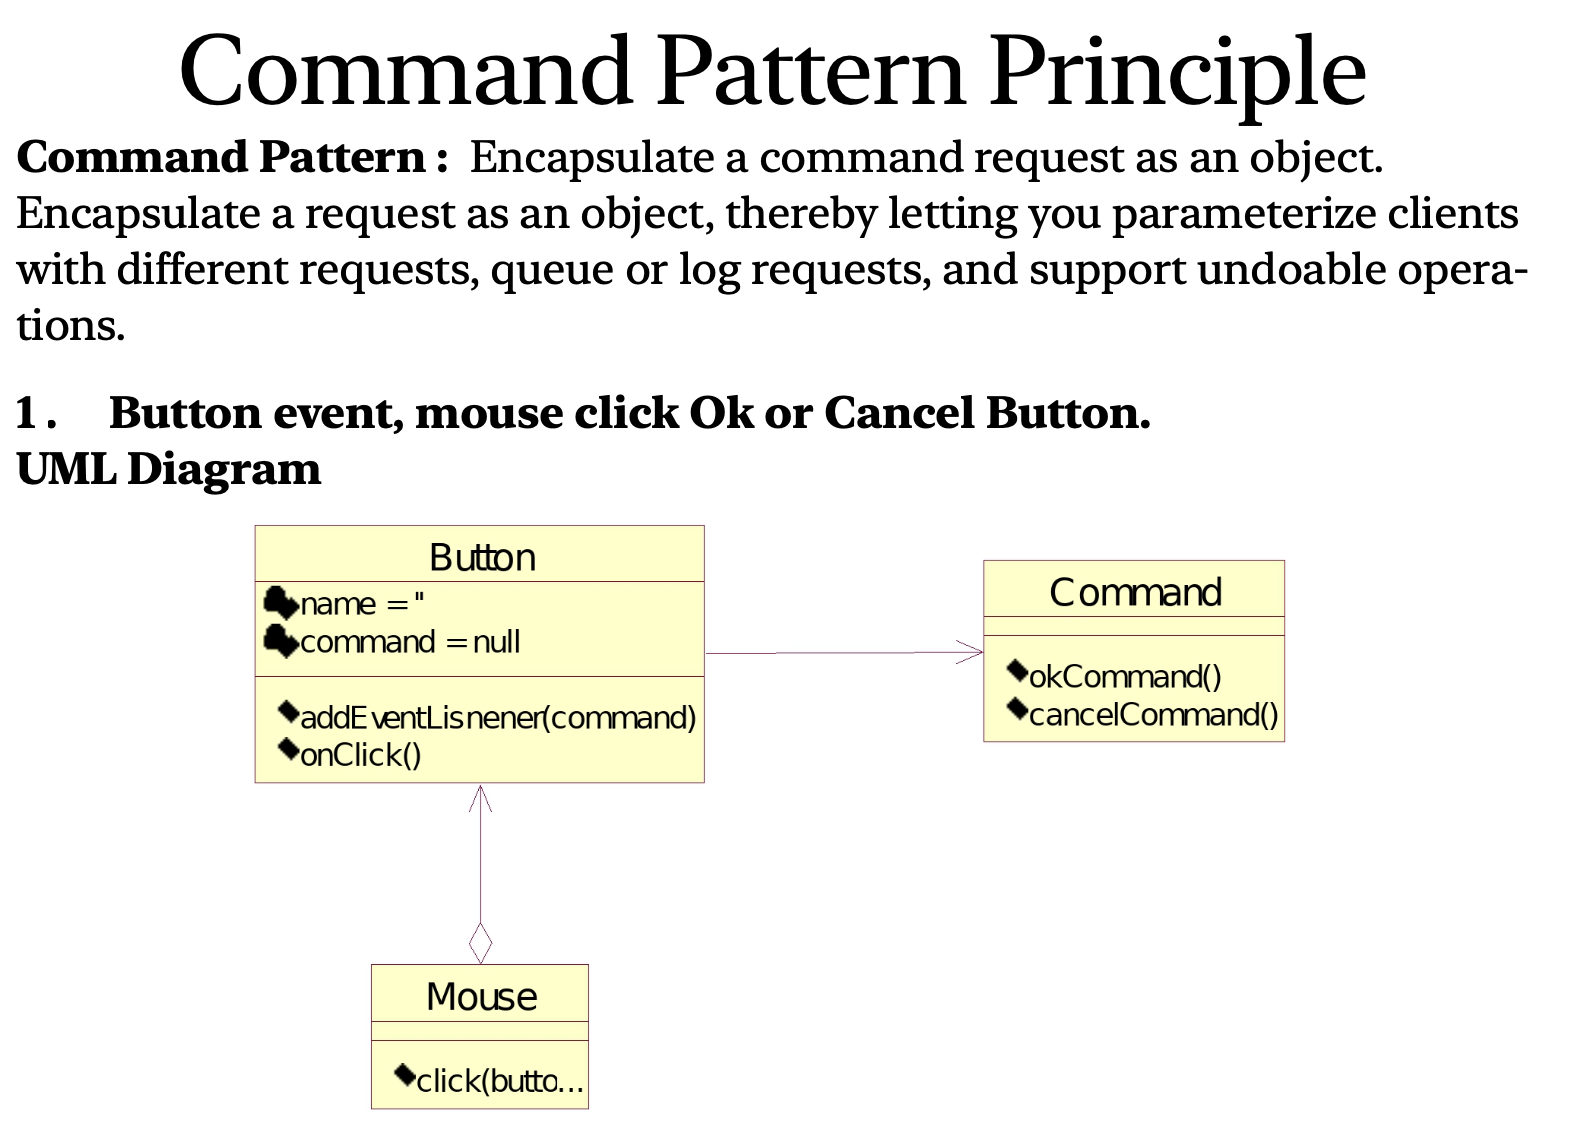 Command Pattern Principle
Command Pattern : Encapsulate a command request as an object.
Encapsulate a request as an object, thereby letting you parameterize clients
with different requests, queue or log requests, and support undoable opera-
tions.
1. Button event, mouse click Ok or Cancel Button.
UML Diagram
Button
name = "
command = null
addEventLisnener(command)
onClick()
Command
okCommand()
cancelCommand()
Mouse
click(butto...